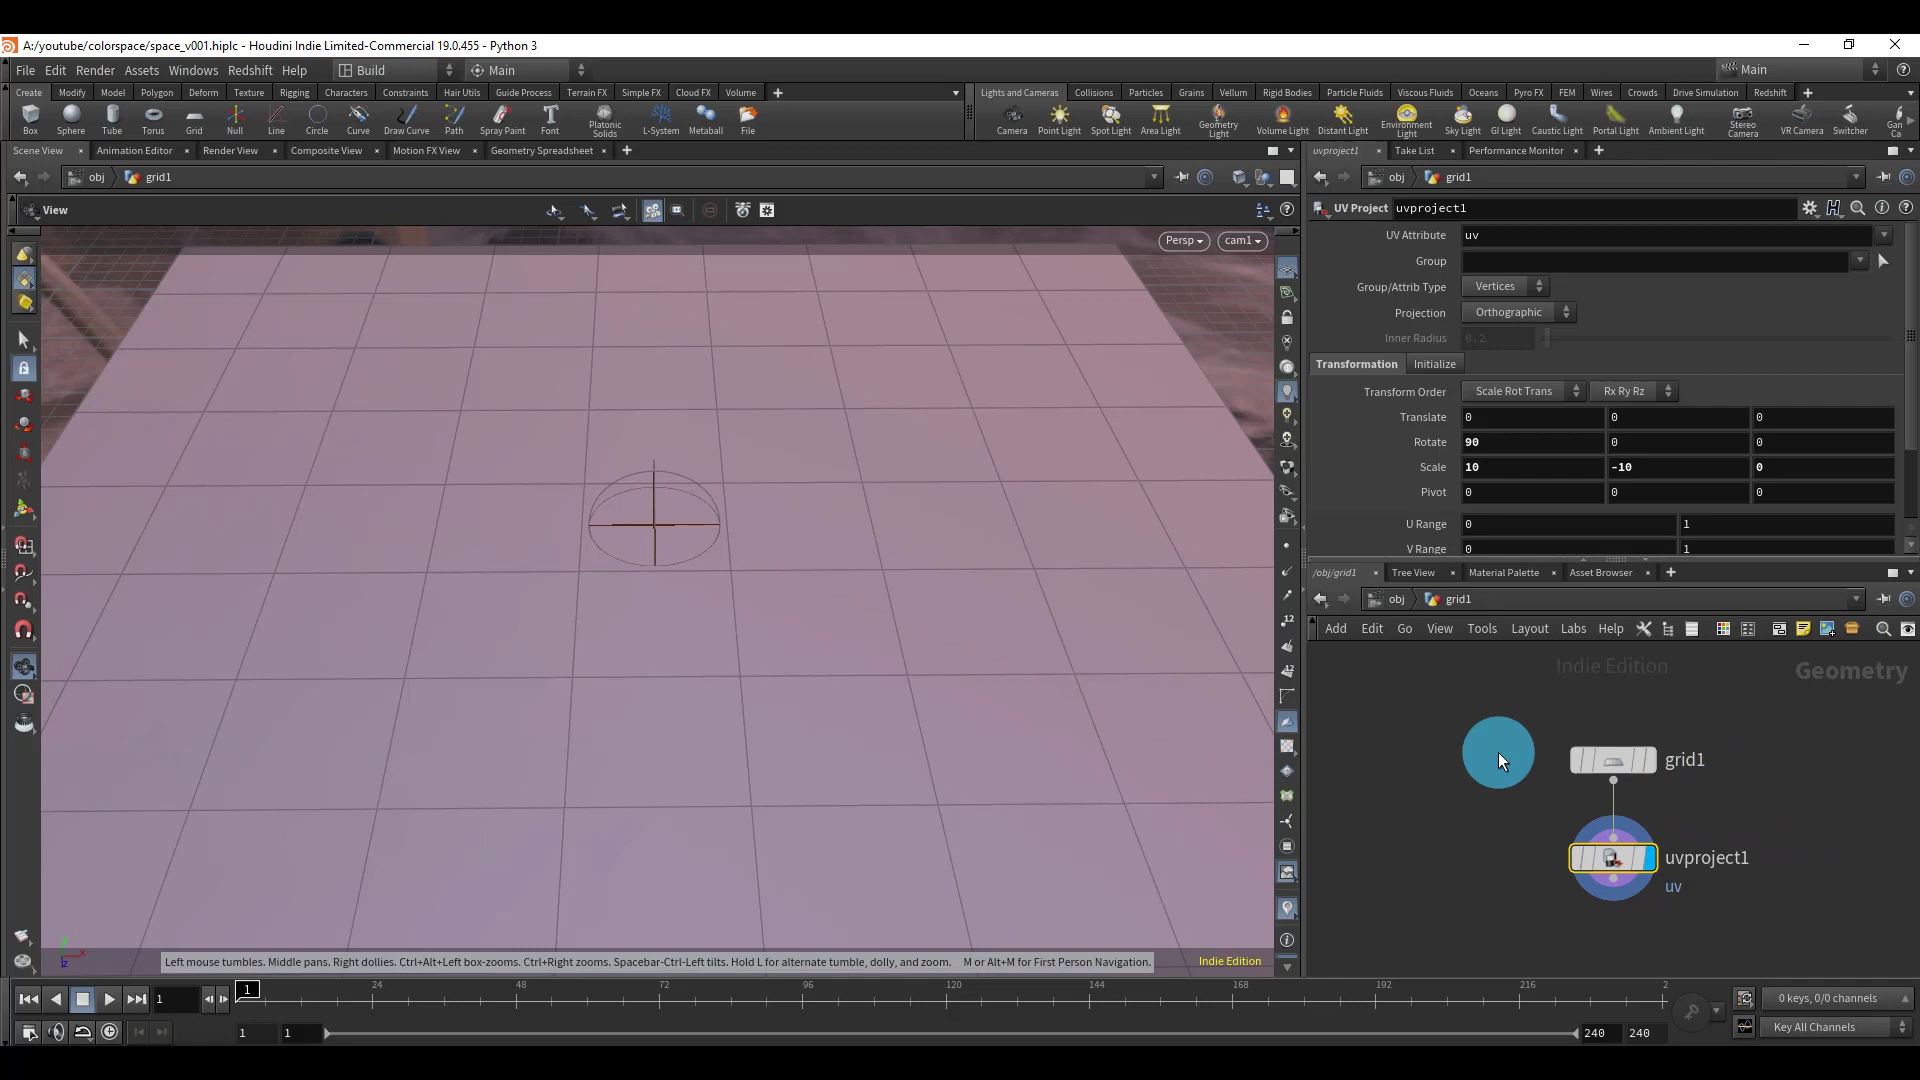 A:/youtube/colorspace/space_v001.hiplc - Houdini Indie Limited-Commercial 19.0.455 - Python 3
File Edit Render Assets Windows Redshift Help Build Main Main
Create Modify Model Polygon Deform Texture Rigging Characters Constraints Hair Utils Guide Process Terrain FX Simple FX Cloud FX Volume
Lights and Cameras Collisions Particles Grains Vellum Rigid Bodies Particle Fluids Viscous Fluids Oceans Pyro FX FEM Wires Crowds Drive Simulation Redshift
Box Sphere Tube Torus Grid Null Line Circle Curve Draw Curve Path Spray Paint Font Platonic Solids L-System Metaball File
Camera Point Light Spot Light Area Light Geometry Light Volume Light Distant Light Environment Light Sky Light GI Light Caustic Light Portal Light Ambient Light Stereo Camera VR Camera Switcher Gan Ca
Scene View Animation Editor Render View Composite View Motion FX View Geometry Spreadsheet
uvproject1 Take List Performance Monitor
obj grid1
obj grid1
View
UV Project uvproject1
Persp cam1
UV Attribute uv
Group
Group/Attrib Type Vertices
Projection Orthographic
Inner Radius 0.2
Transformation Initialize
Transform Order Scale Rot Trans Rx Ry Rz
Translate 0 0 0
Rotate 90 0 0
Scale 10 -10 0
Pivot 0 0 0
U Range 0 1
V Range 0 1
/obj/grid1 Tree View Material Palette Asset Browser
obj grid1
Add Edit Go View Tools Layout Labs Help
Indie Edition
Geometry
grid1
uvproject1
uv
12
12
Left mouse tumbles. Middle pans. Right dollies. Ctrl+Alt+Left box-zooms. Ctrl+Right zooms. Spacebar-Ctrl-Left tilts. Hold L for alternate tumble, dolly, and zoom. M or Alt+M for First Person Navigation.
Indie Edition
1 1 24 48 72 96 120 144 168 192 216 2
0 keys, 0/0 channels
1 1 240 240
Key All Channels